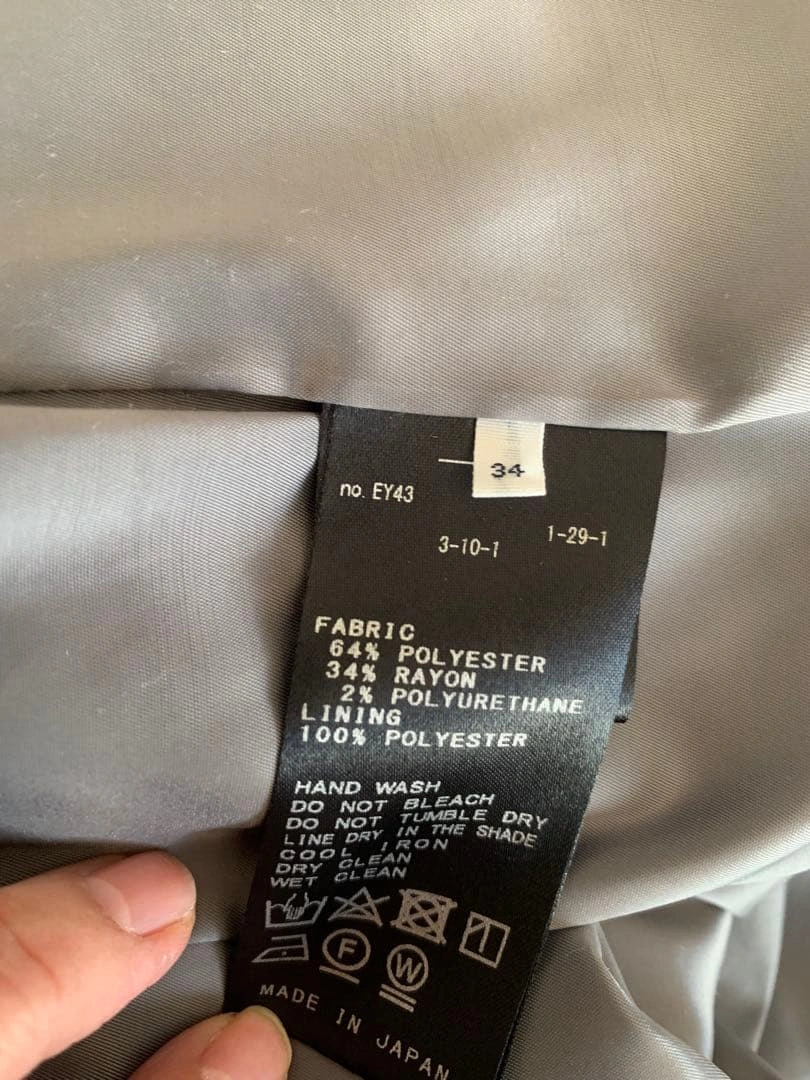 34
no. EY43
3-10-1
1-29-1
FABRIC
64% POLYESTER
34% RAYON
2% POLYURETHANE
LINING
100% POLYESTER
HAND WASH
DO NOT BLEACH
DO NOT TUMBLE DRY
LINE DRY IN THE SHADE
COOL IRON
DRY CLEAN
WET CLEAN
F
W
MADE IN JAPAN